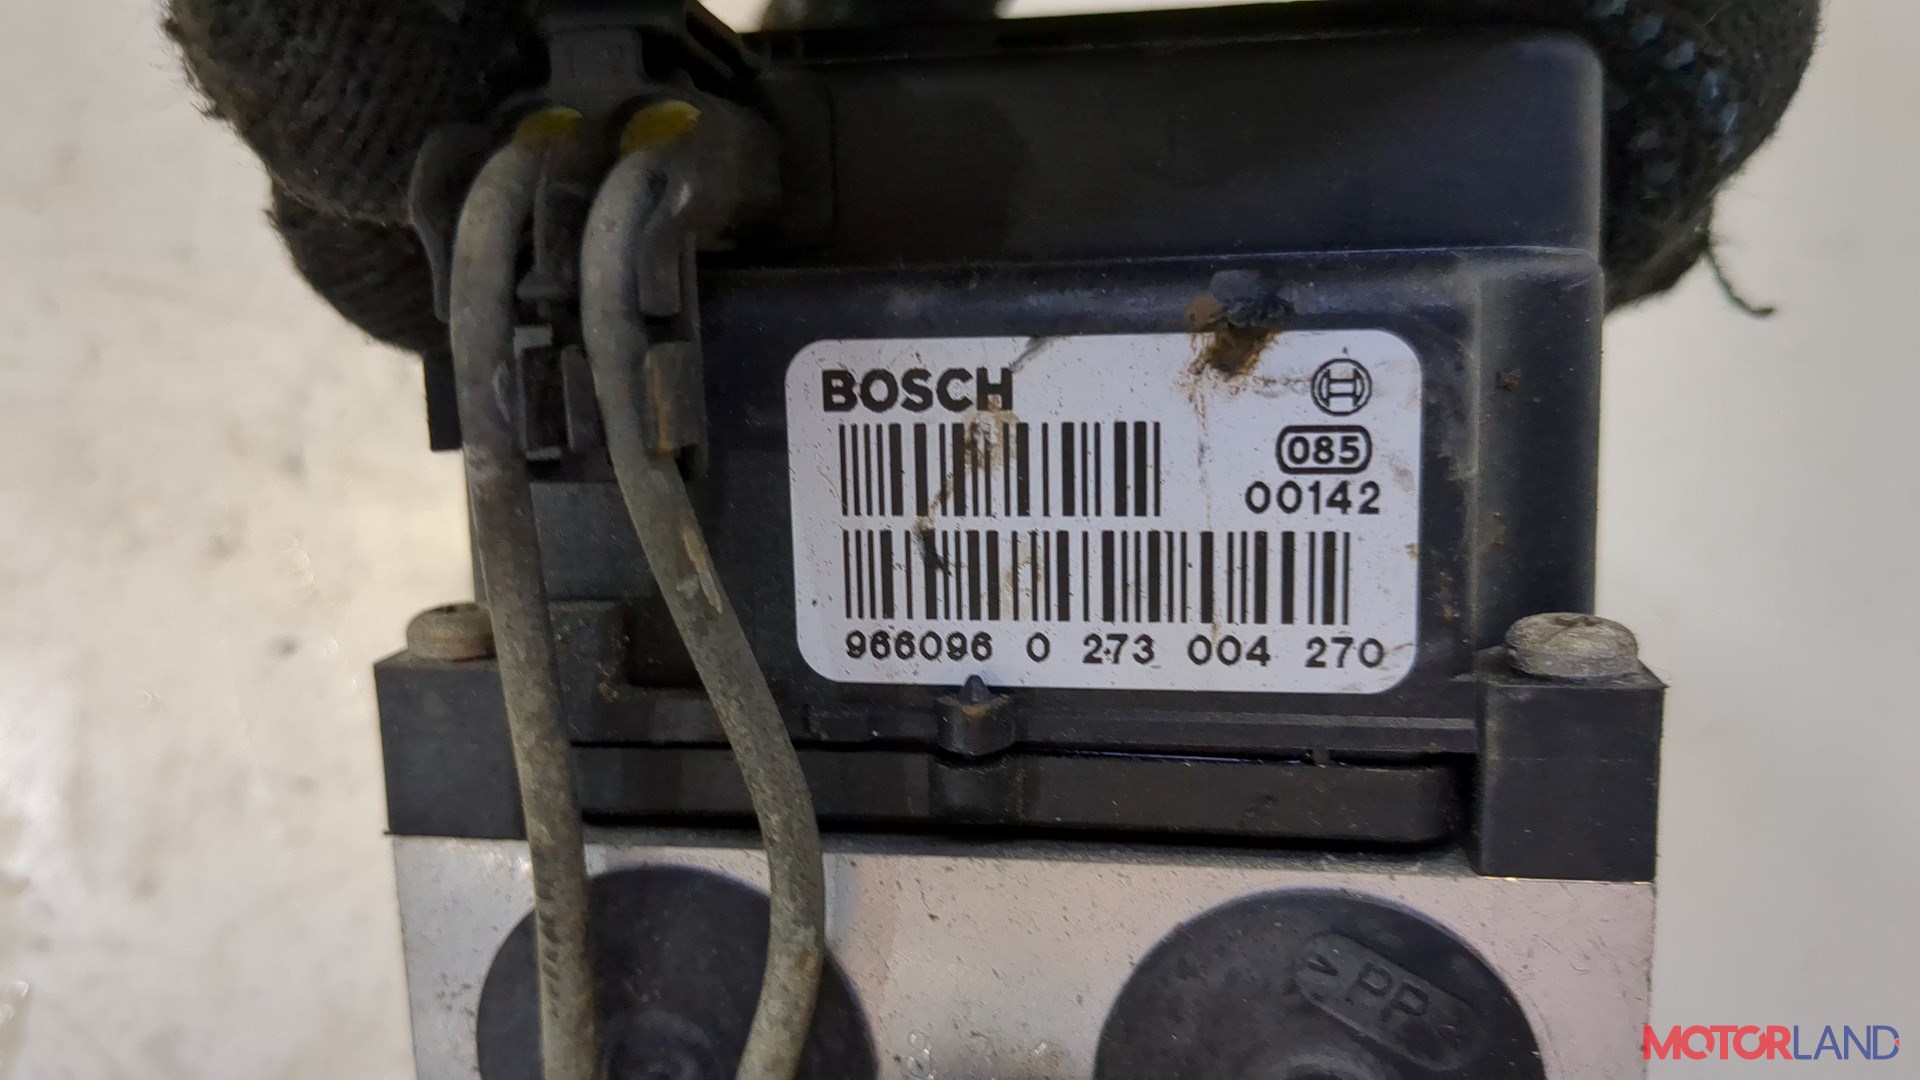 BOSCH
085
00142
966096 0 273 004 270
>PP<
MOTORLAND